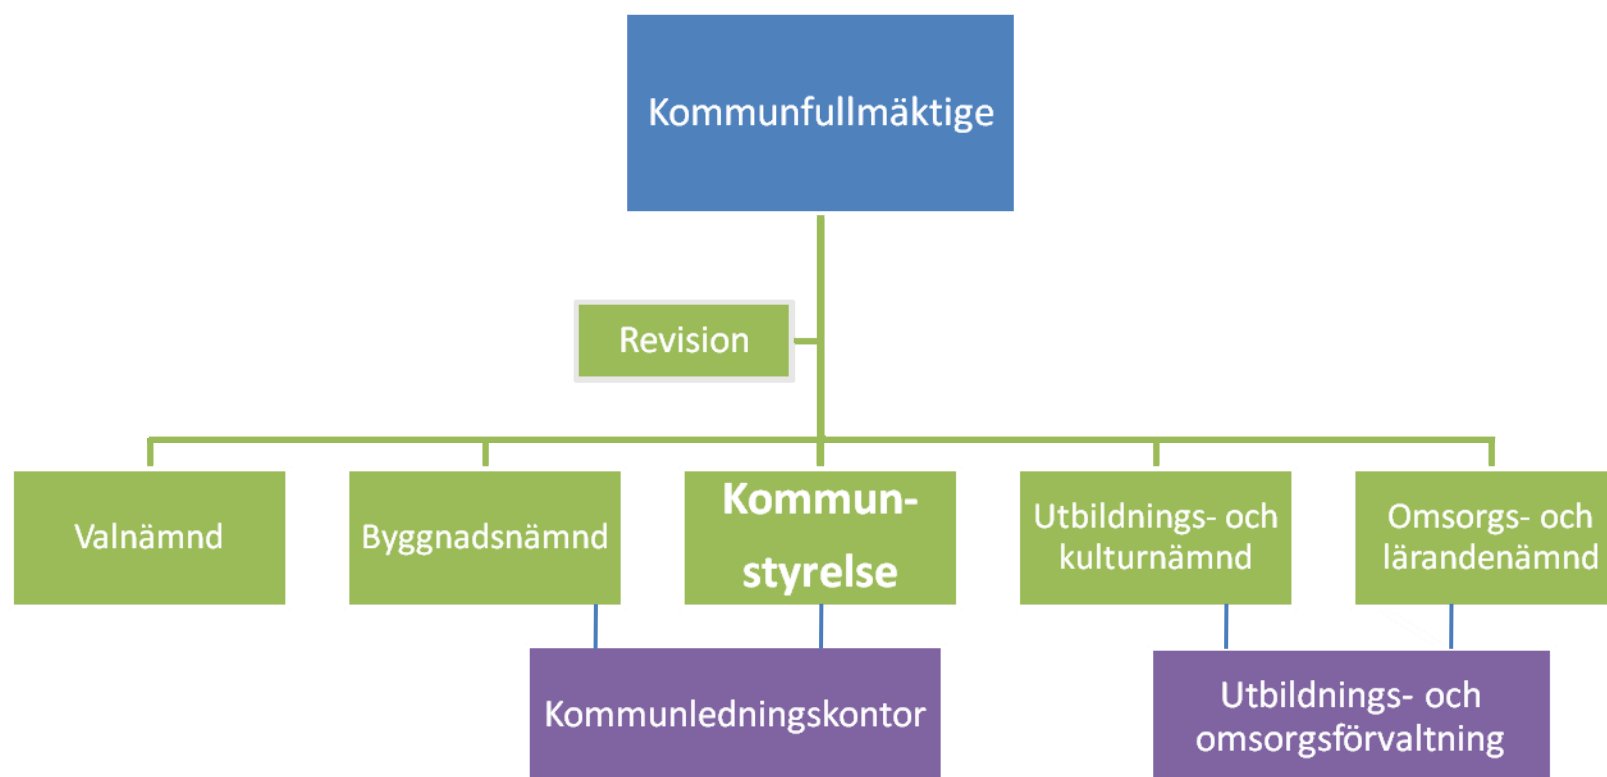 Kommunfullmäktige
Revision
Valnämnd
Byggnadsnämnd
Kommun-
styrelse
Utbildnings- och
kulturnämnd
Omsorgs- och
lärandenämnd
Kommunledningskontor
Utbildnings- och
omsorgsförvaltning